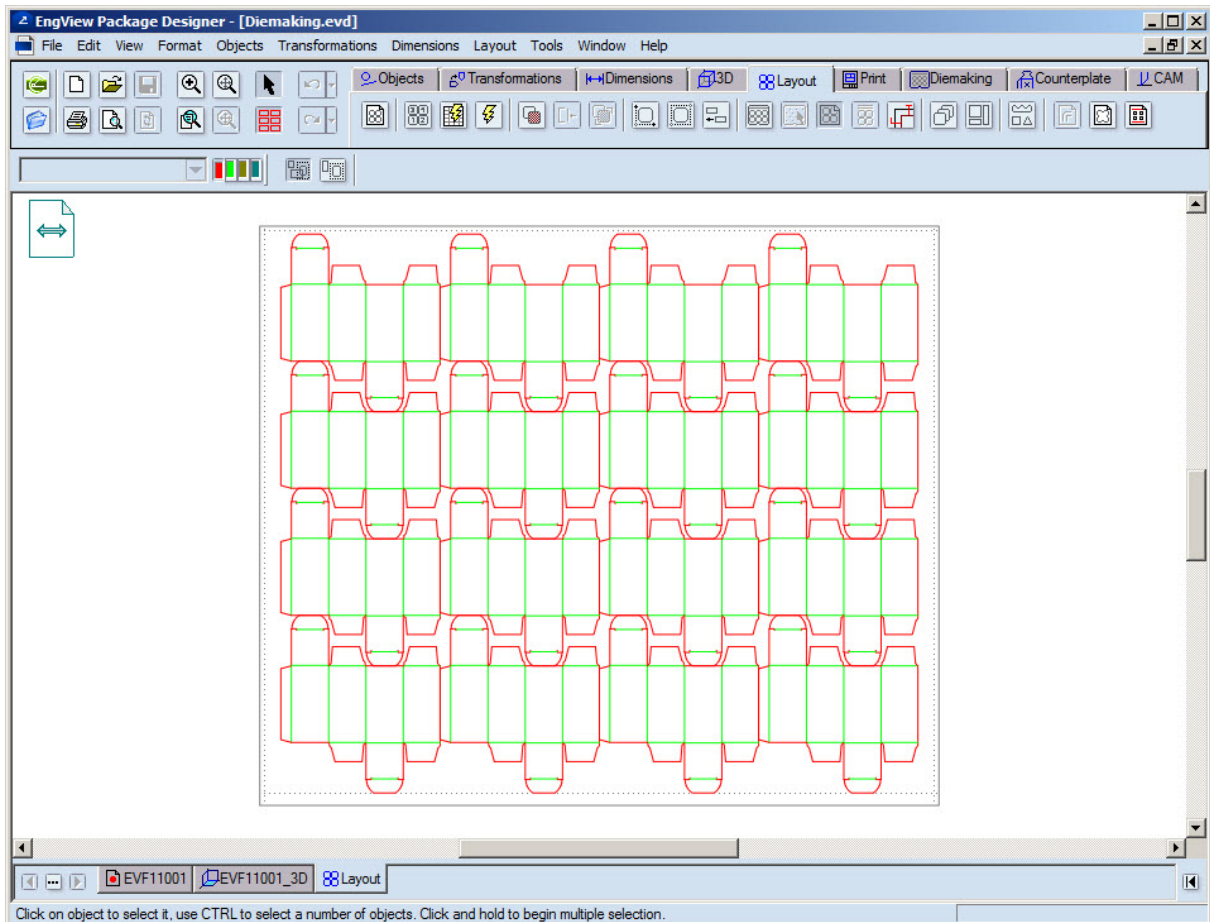 EngView Package Designer - [Diemaking.evd]
File Edit View Format Objects Transformations Dimensions Layout Tools Window Help
Objects Transformations Dimensions 3D Layout Print Diemaking Counterplate CAM
EVF11001 EVF11001_3D Layout
Click on object to select it, use CTRL to select a number of objects. Click and hold to begin multiple selection.